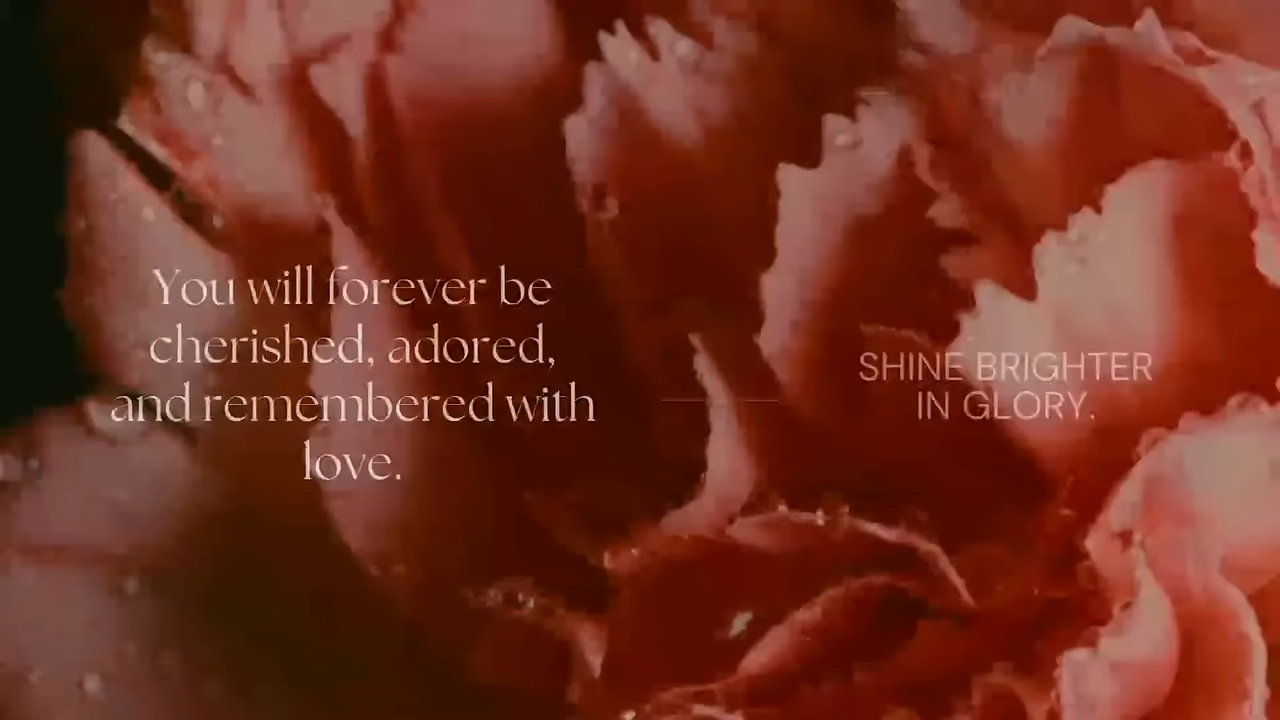 You will forever be
cherished, adored,
and remembered with
love.
SHINE BRIGHTER
IN GLORY.